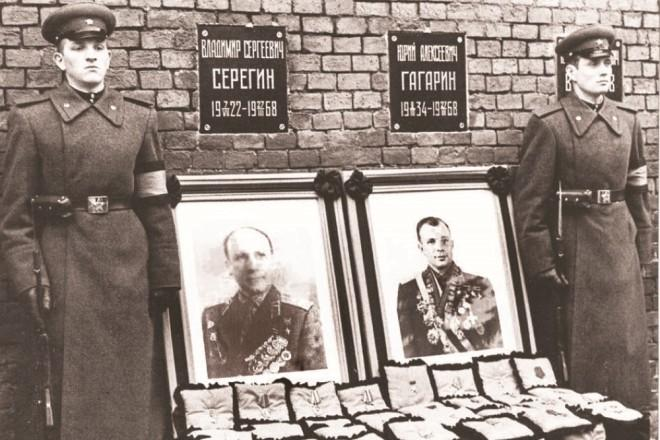 ВЛАДИМИР СЕРГЕЕВИЧ
СЕРЕГИН
1922-1968
ЮРИЙ АЛЕКСЕЕВИЧ
ГАГАРИН
1934-1968